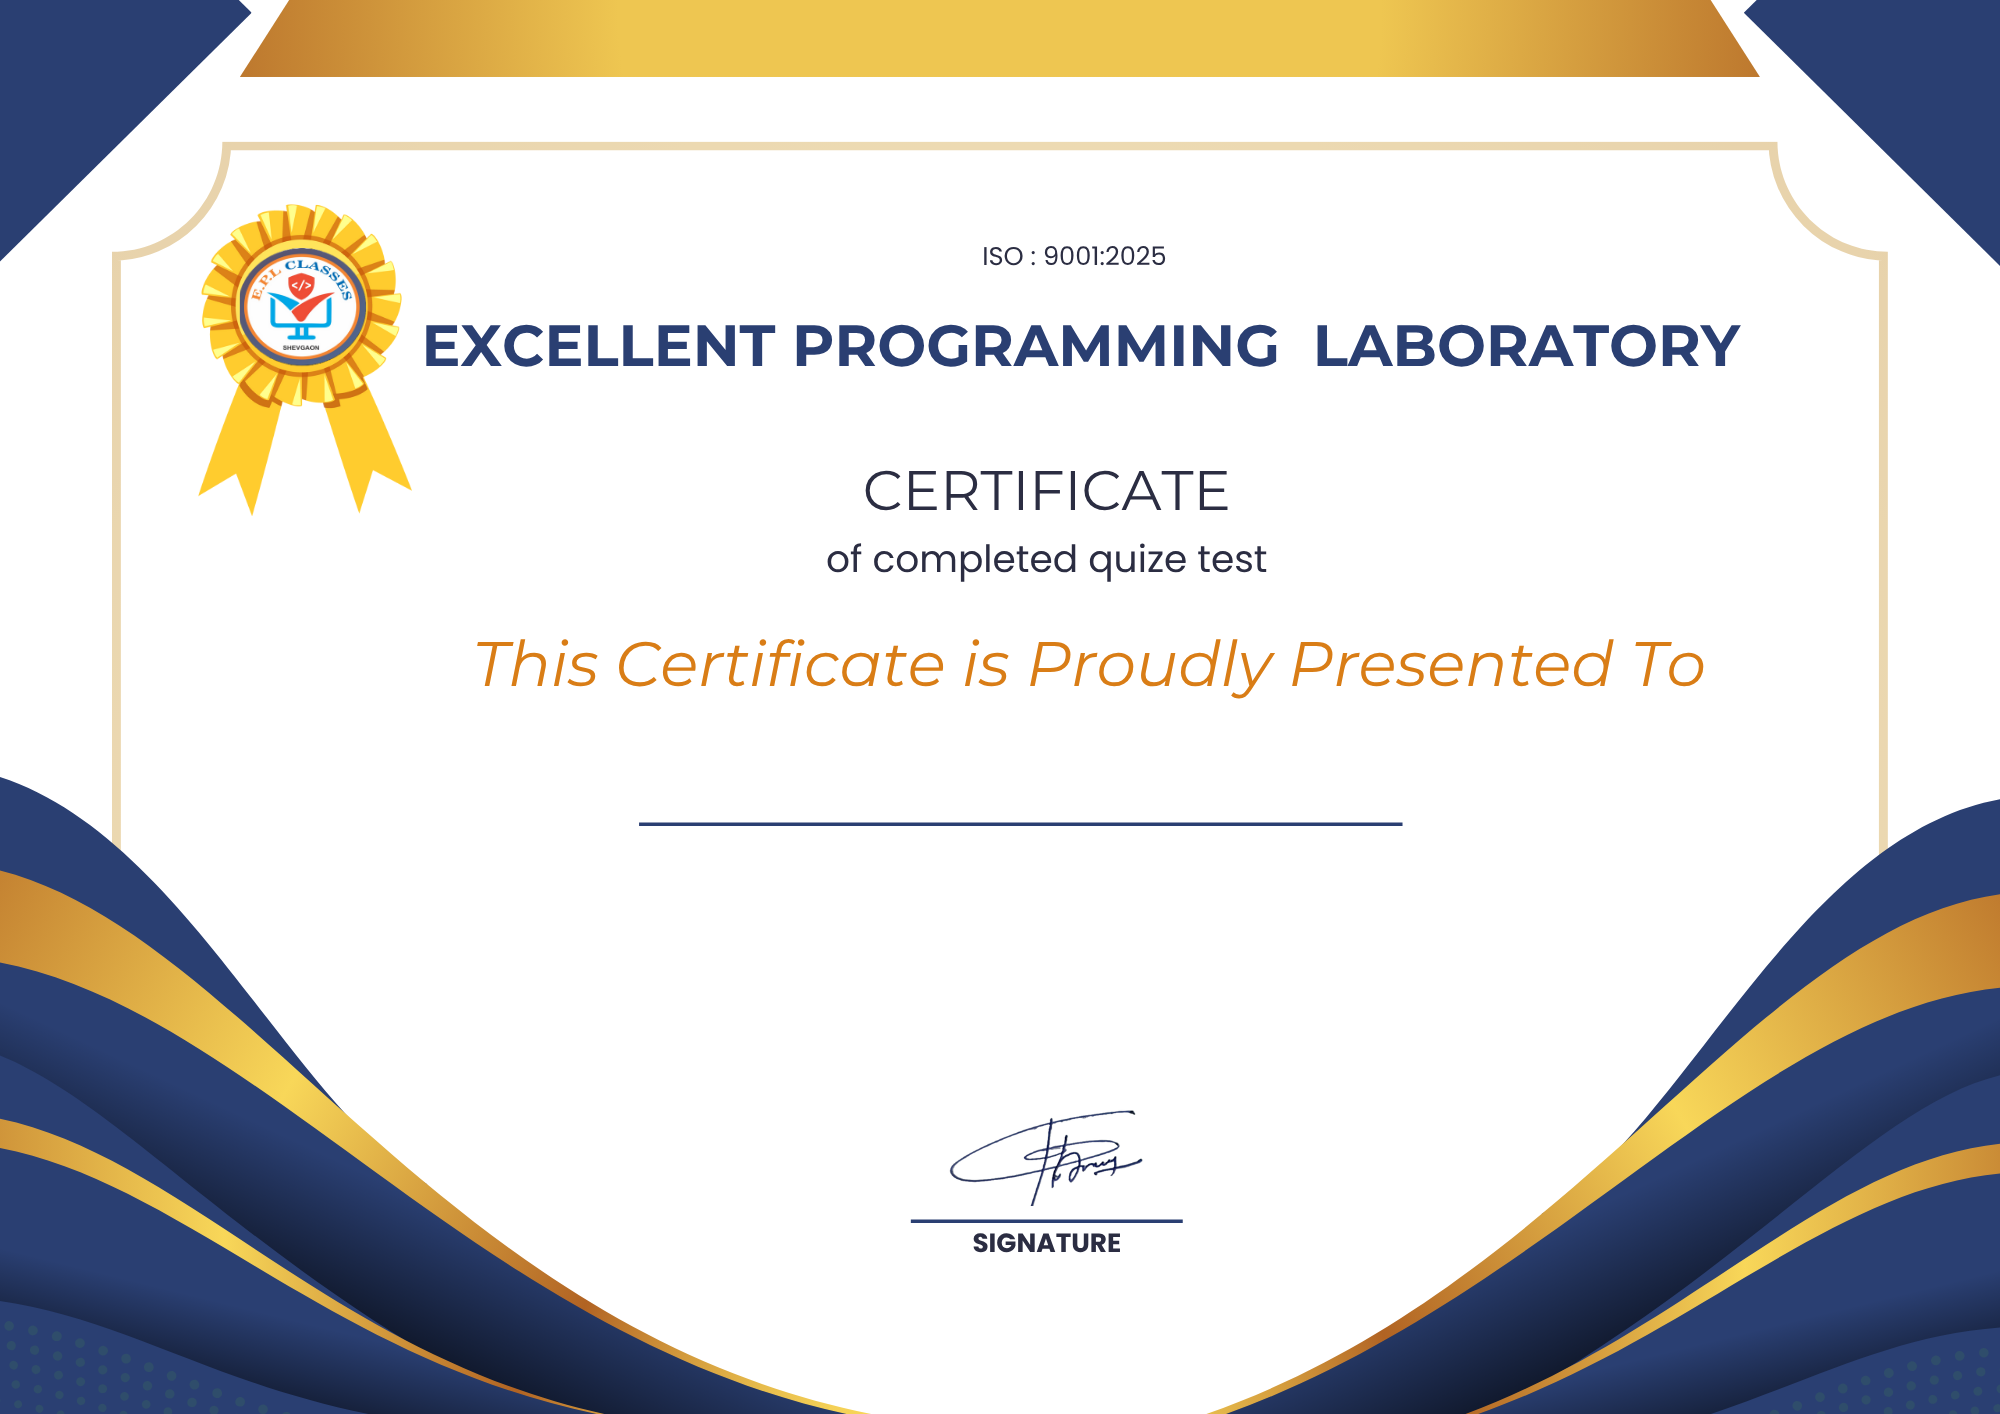 ISO : 9001:2025
E.P.L CLASSES
</>
SHEVGAON
EXCELLENT PROGRAMMING LABORATORY
CERTIFICATE
of completed quize test
This Certificate is Proudly Presented To
SIGNATURE